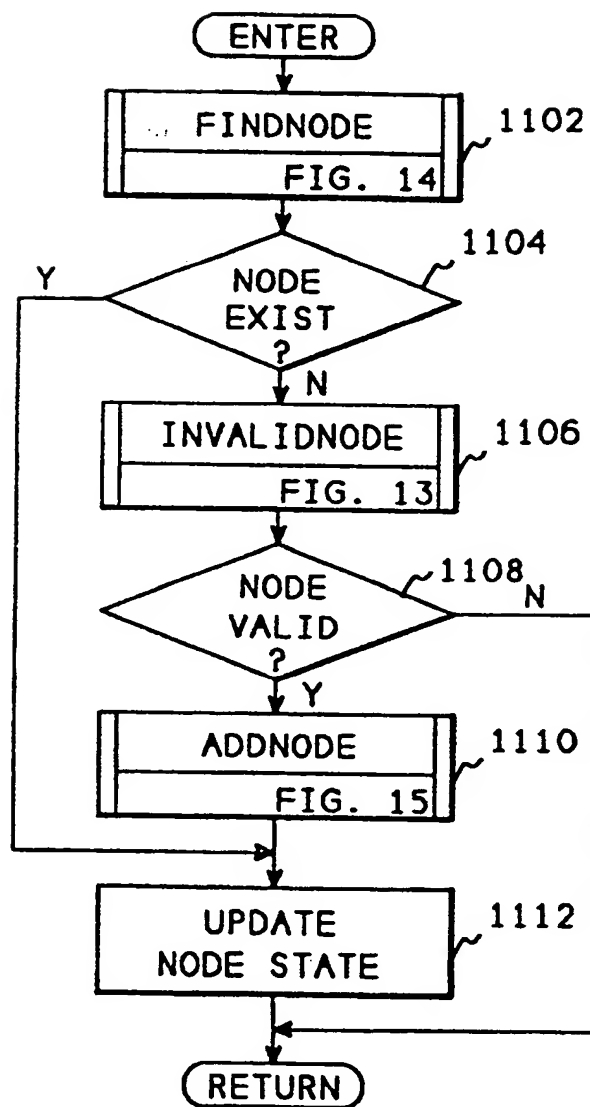 ENTER
FINDNODE
1102
FIG. 14
1104
Y
NODE
EXIST
?
N
INVALIDNODE
1106
FIG. 13
1108
NODE
N
VALID
?
Y
ADDNODE
1110
FIG. 15
UPDATE
1112
NODE STATE
RETURN